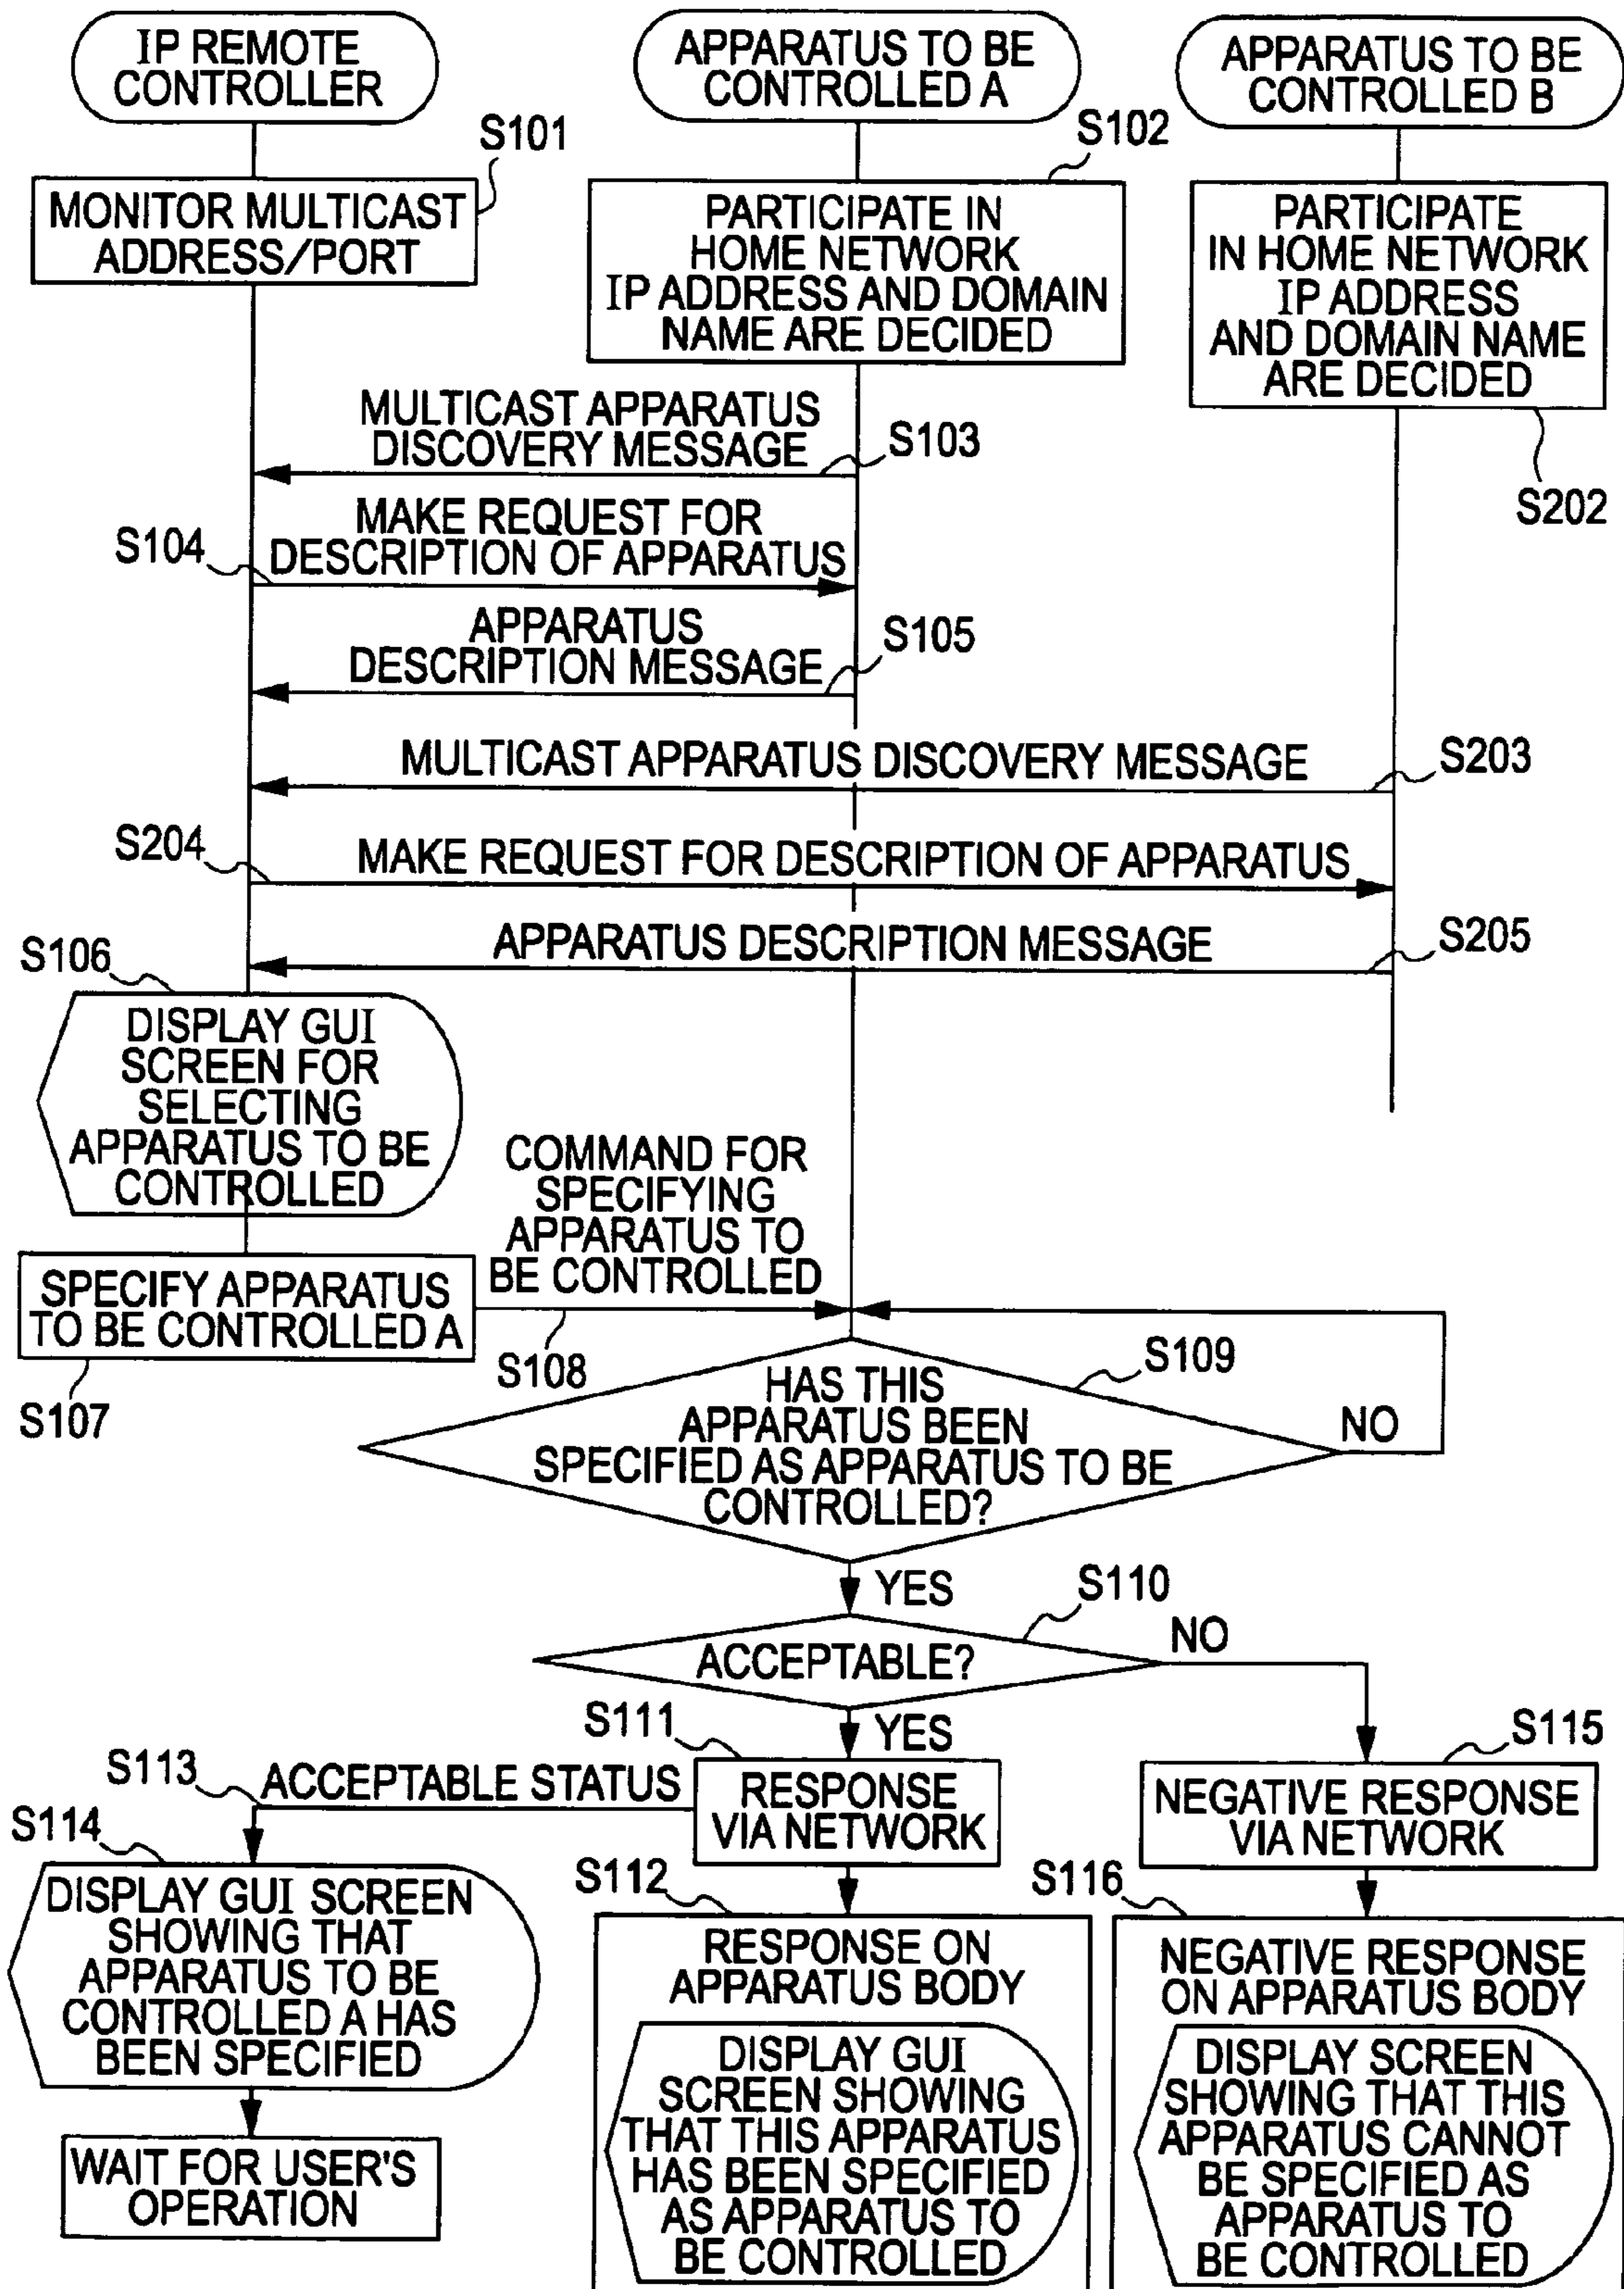 IP REMOTE
CONTROLLER
APPARATUS TO BE
CONTROLLED A
APPARATUS TO BE
CONTROLLED B
S101
S102
MONITOR MULTICAST
ADDRESS/PORT
PARTICIPATE IN
HOME NETWORK
IP ADDRESS AND DOMAIN
NAME ARE DECIDED
PARTICIPATE
IN HOME NETWORK
IP ADDRESS
AND DOMAIN NAME
ARE DECIDED
S202
MULTICAST APPARATUS
DISCOVERY MESSAGE
S103
S104
MAKE REQUEST FOR
DESCRIPTION OF APPARATUS
APPARATUS
DESCRIPTION MESSAGE
S105
MULTICAST APPARATUS DISCOVERY MESSAGE
S203
S204
MAKE REQUEST FOR DESCRIPTION OF APPARATUS
APPARATUS DESCRIPTION MESSAGE
S205
S106
DISPLAY GUI
SCREEN FOR
SELECTING
APPARATUS TO BE
CONTROLLED
COMMAND FOR
SPECIFYING
APPARATUS TO
BE CONTROLLED
SPECIFY APPARATUS
TO BE CONTROLLED A
S107
S108
S109
HAS THIS
APPARATUS BEEN
SPECIFIED AS APPARATUS TO BE
CONTROLLED?
NO
YES
S110
ACCEPTABLE?
NO
YES
S111
S113
ACCEPTABLE STATUS
RESPONSE
VIA NETWORK
S115
NEGATIVE RESPONSE
VIA NETWORK
S114
DISPLAY GUI SCREEN
SHOWING THAT
APPARATUS TO BE
CONTROLLED A HAS
BEEN SPECIFIED
WAIT FOR USER'S
OPERATION
S112
RESPONSE ON
APPARATUS BODY
DISPLAY GUI
SCREEN SHOWING
THAT THIS APPARATUS
HAS BEEN SPECIFIED
AS APPARATUS TO
BE CONTROLLED
S116
NEGATIVE RESPONSE
ON APPARATUS BODY
DISPLAY SCREEN
SHOWING THAT THIS
APPARATUS CANNOT
BE SPECIFIED AS
APPARATUS TO
BE CONTROLLED